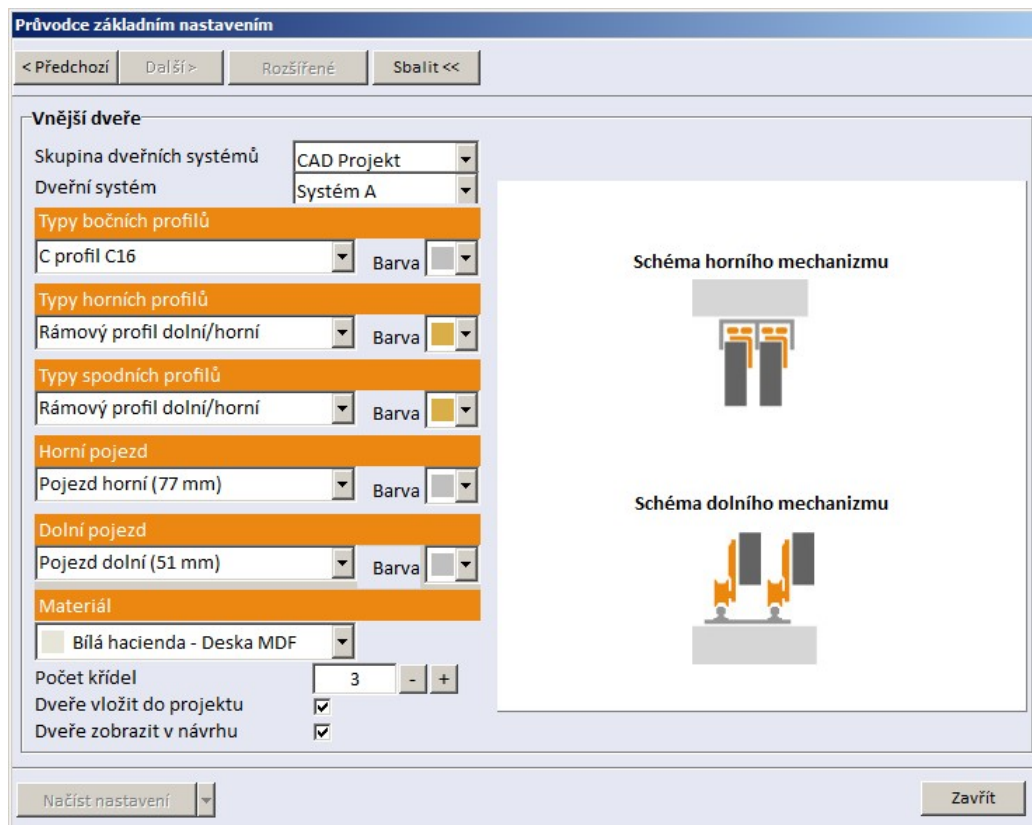 Průvodce základním nastavením
< Předchozí Další > Rozšířené Sbalit <<
Vnější dveře
Skupina dveřních systémů CAD Projekt
Dveřní systém Systém A
Typy bočních profilů
C profil C16 Barva
Typy horních profilů
Rámový profil dolní/horní Barva
Typy spodních profilů
Rámový profil dolní/horní Barva
Horní pojezd
Pojezd horní (77 mm) Barva
Dolní pojezd
Pojezd dolní (51 mm) Barva
Materiál
Bílá hacienda - Deska MDF
Počet křídel 3 - +
Dveře vložit do projektu
Dveře zobrazit v návrhu
Schéma horního mechanizmu
Schéma dolního mechanizmu
Načíst nastavení Zavřít